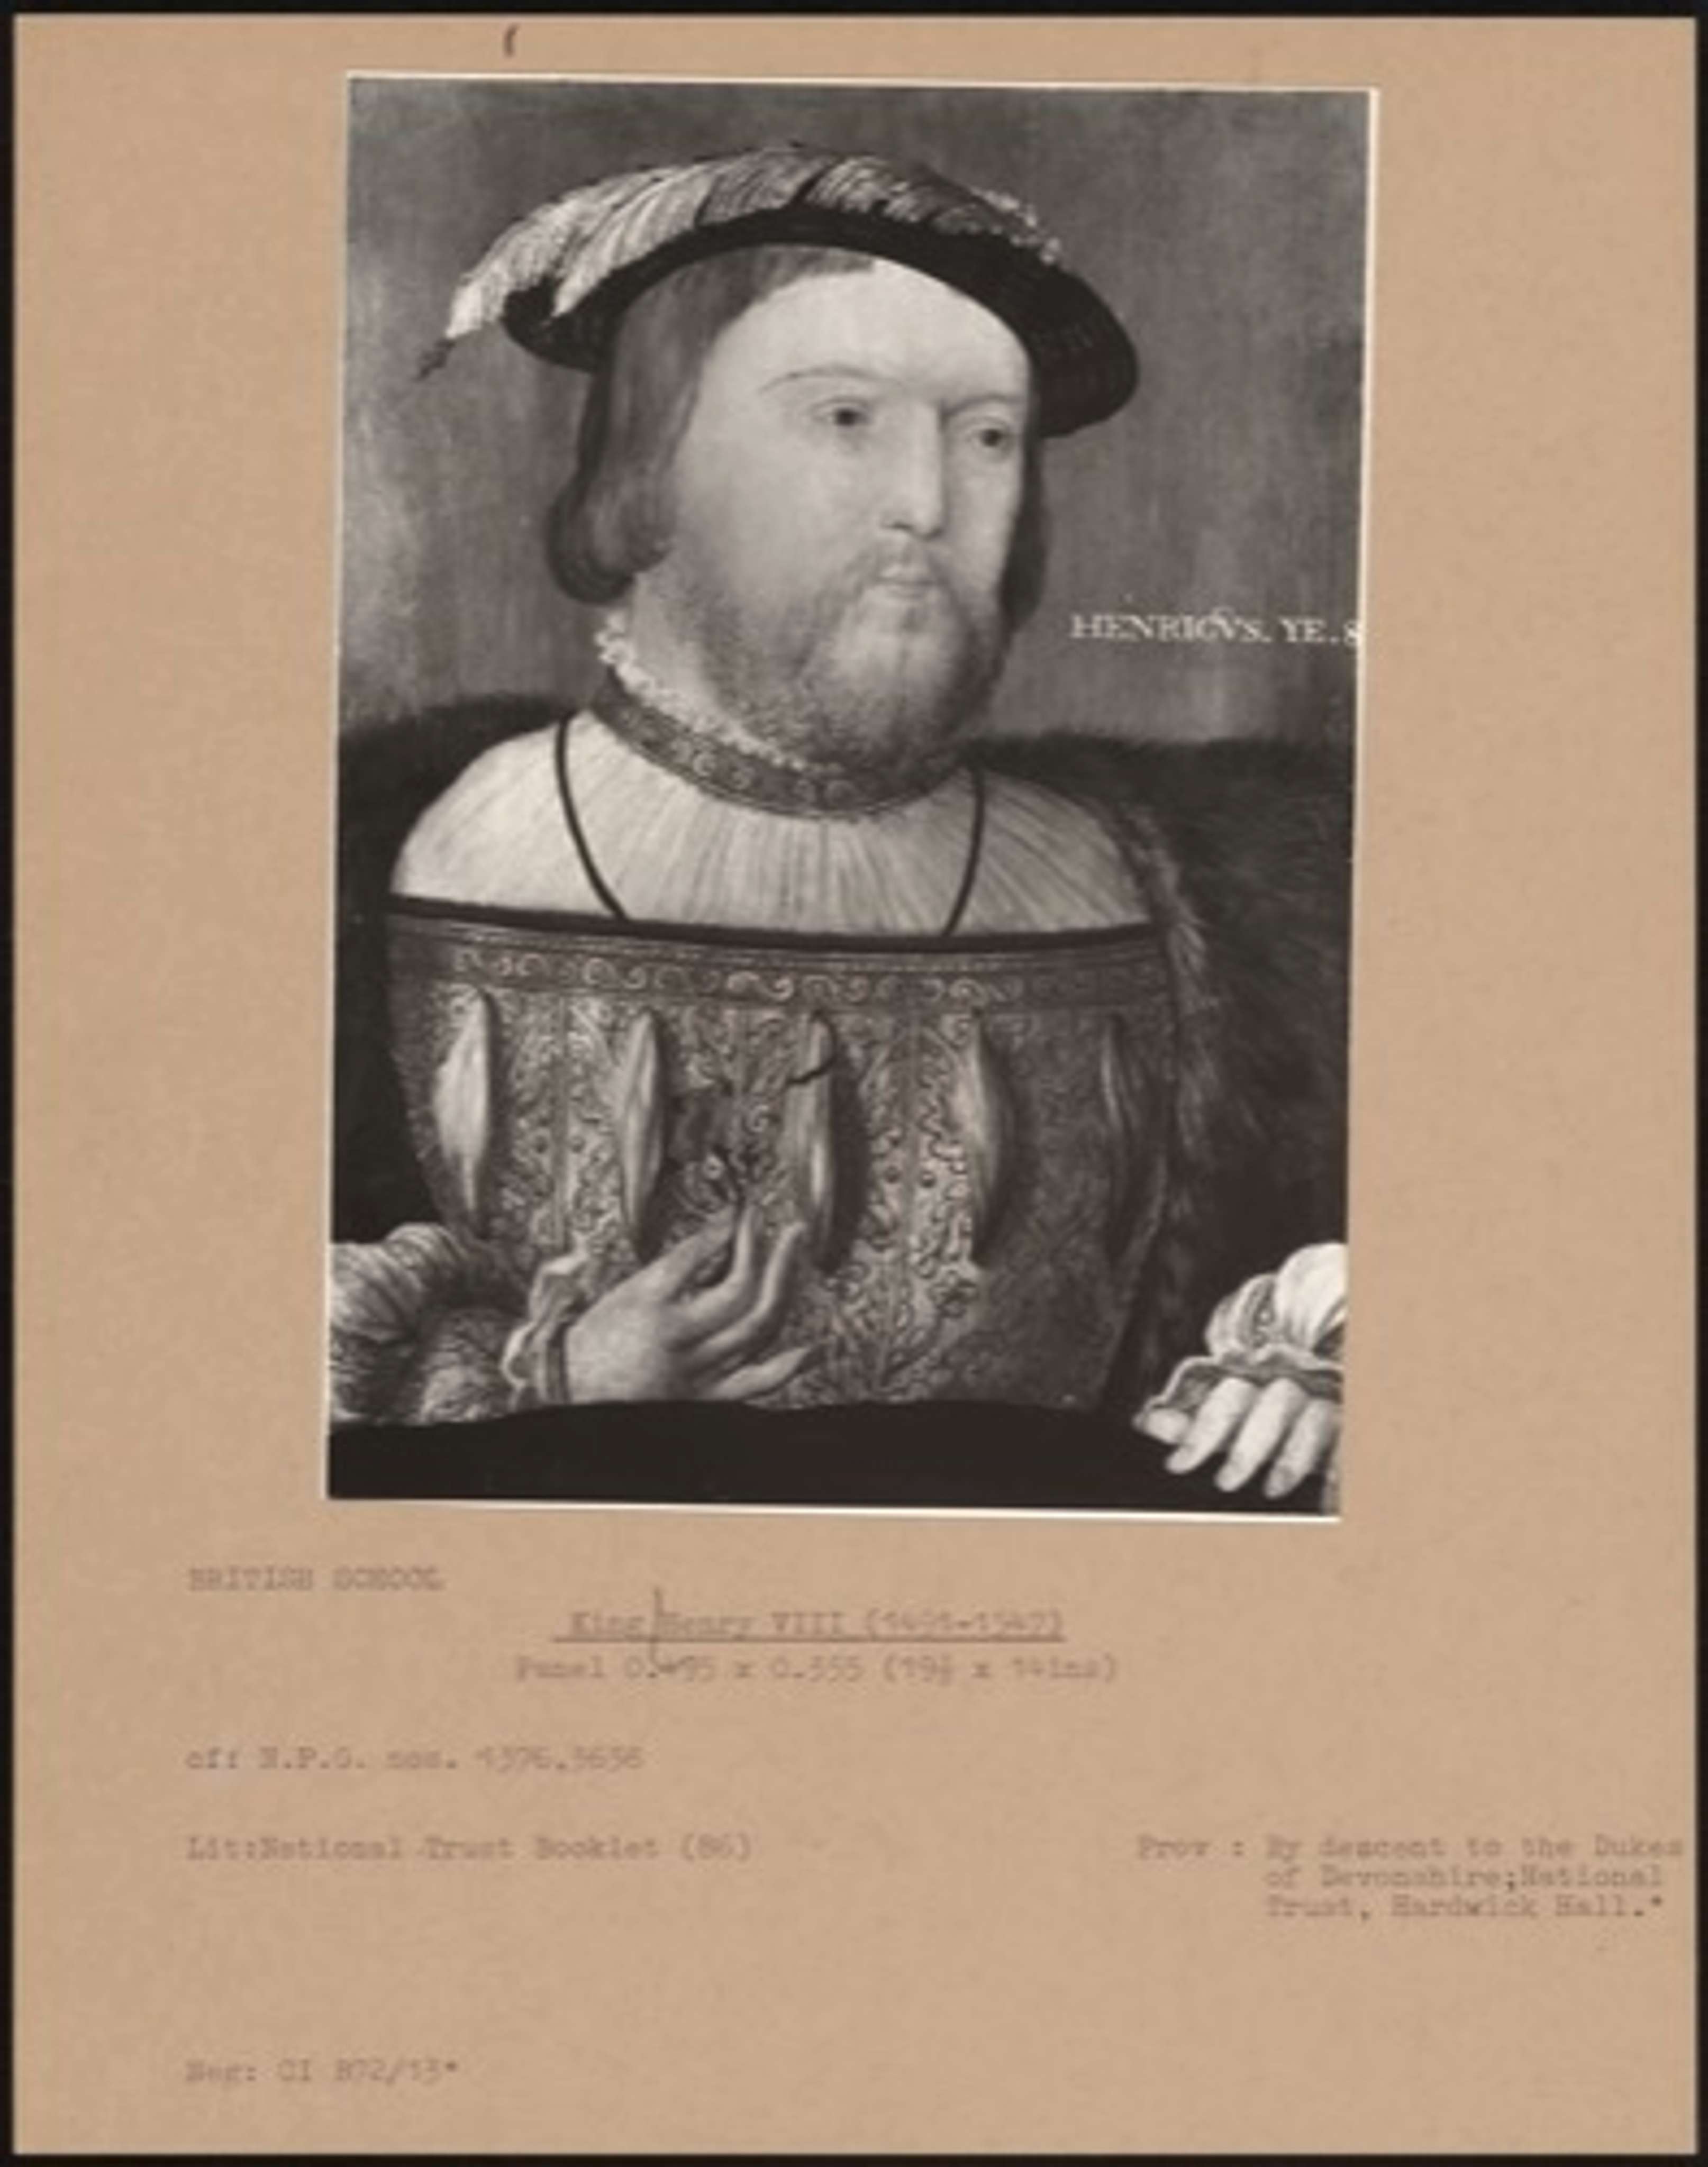 HENRICVS. YE. 8
BRITISH SCHOOL
King Henry VIII (1491-1547)
Panel 0.495 x 0.355 (19½ x 14ins)
cf: N.P.G. nos. 1376.3638
Lit:National Trust Booklet (86)
Prov : By descent to the Dukes
of Devonshire;National
Trust, Hardwick Hall.*
Neg: CI B72/13*